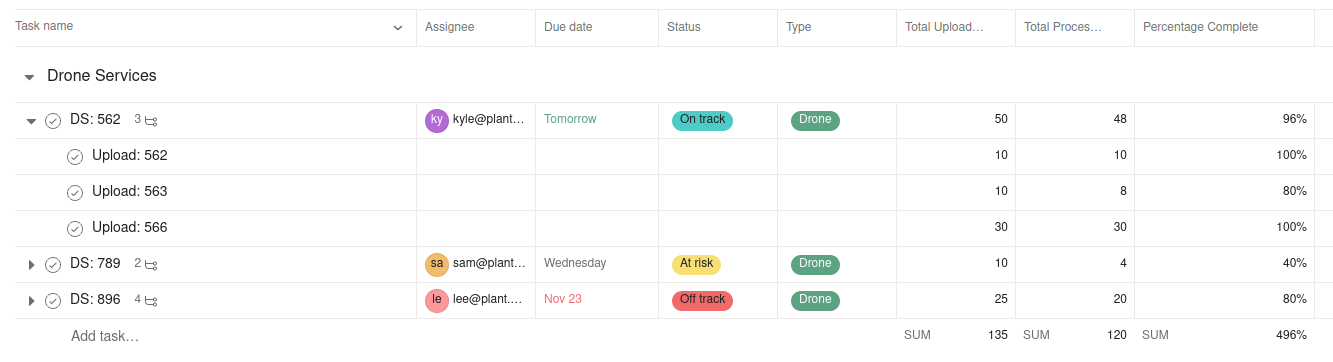 Task name Assignee Due date Status Type Total Upload… Total Proces… Percentage Complete
Drone Services
DS: 562 3 ky kyle@plant… Tomorrow On track Drone 50 48 96%
Upload: 562 10 10 100%
Upload: 563 10 8 80%
Upload: 566 30 30 100%
DS: 789 2 sa sam@plant… Wednesday At risk Drone 10 4 40%
DS: 896 4 le lee@plant.… Nov 23 Off track Drone 25 20 80%
Add task… SUM 135 SUM 120 SUM 496%